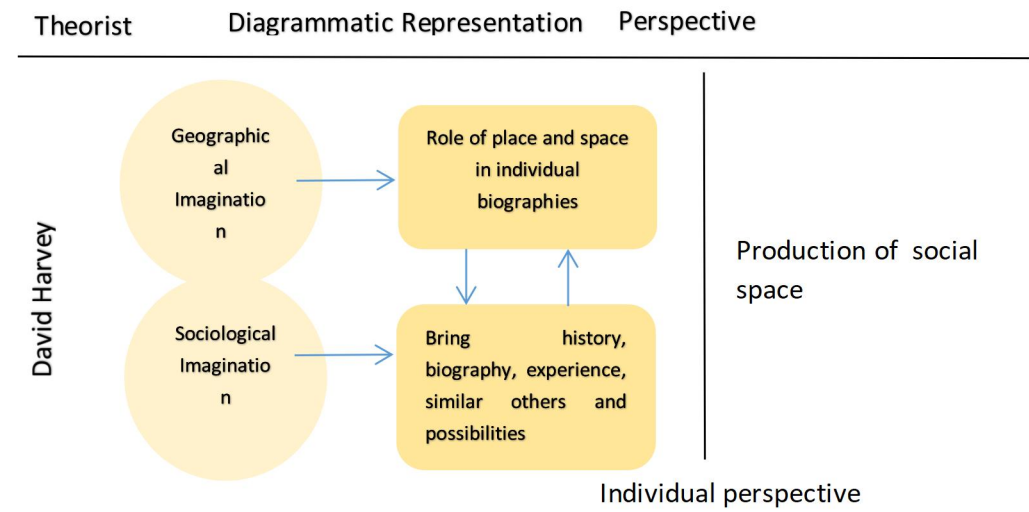 Theorist Diagrammatic Representation Perspective
David Harvey
Geographic
al
Imaginatio
n
Role of place and space
in individual
biographies
Sociological
Imaginatio
n
Bring history,
biography, experience,
similar others and
possibilities
Production of social
space
Individual perspective